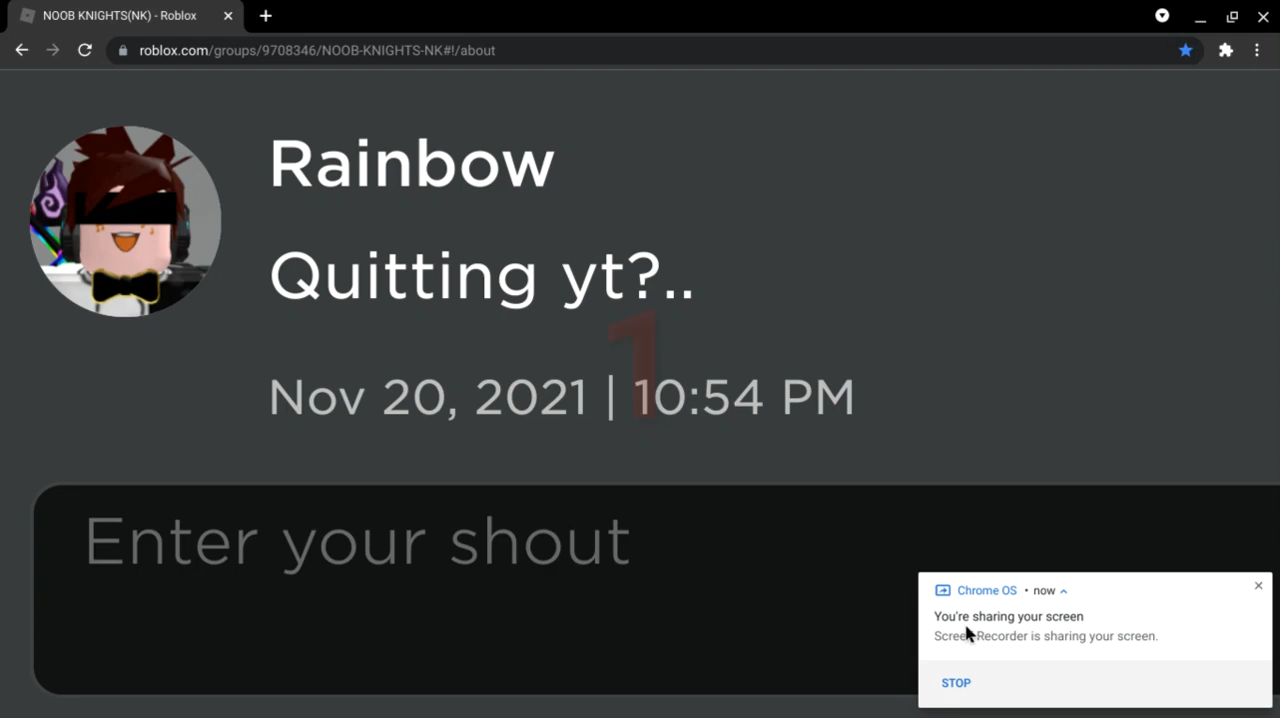 NOOB KNIGHTS(NK) - Roblox
roblox.com/groups/9708346/NOOB-KNIGHTS-NK#!/about
Rainbow
Quitting yt?..
1
Nov 20, 2021 | 10:54 PM
Enter your shout
Chrome OS • now
You're sharing your screen
Screen Recorder is sharing your screen.
STOP